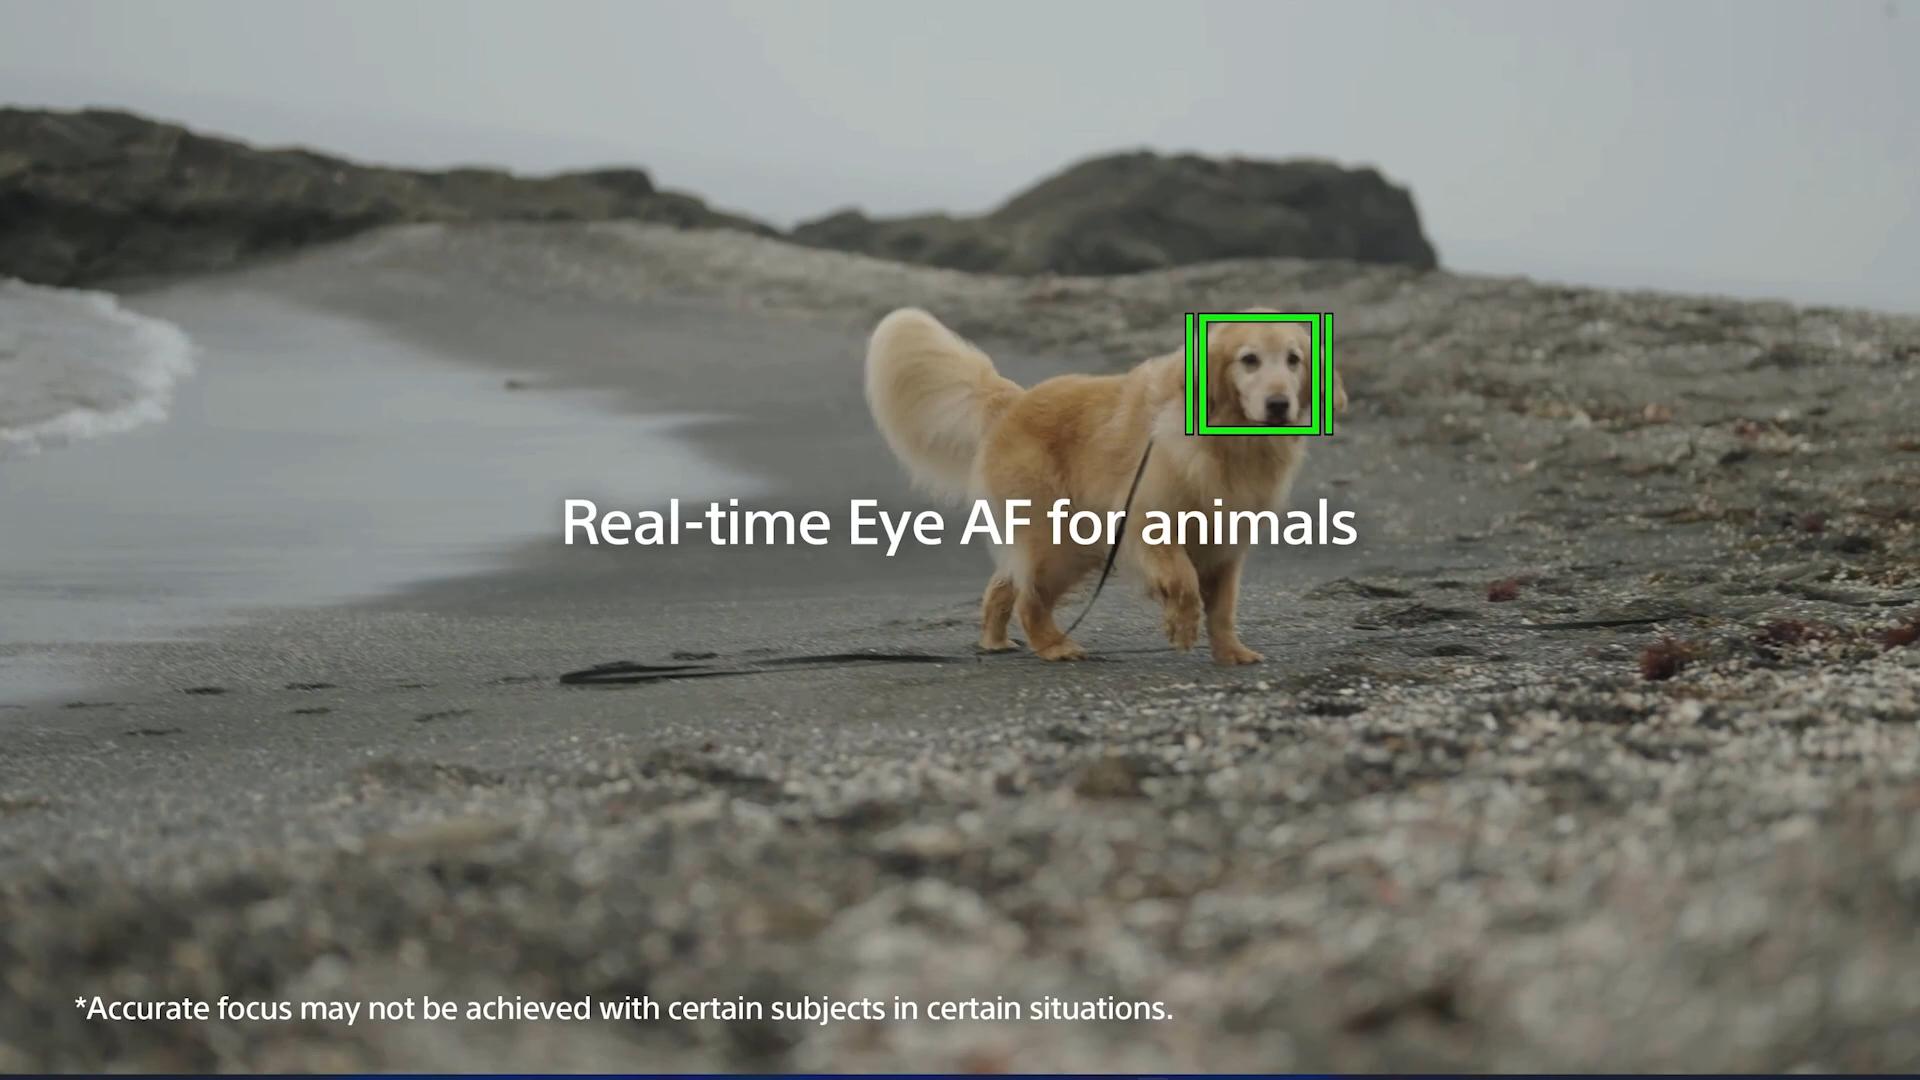 Real-time Eye AF for animals
*Accurate focus may not be achieved with certain subjects in certain situations.